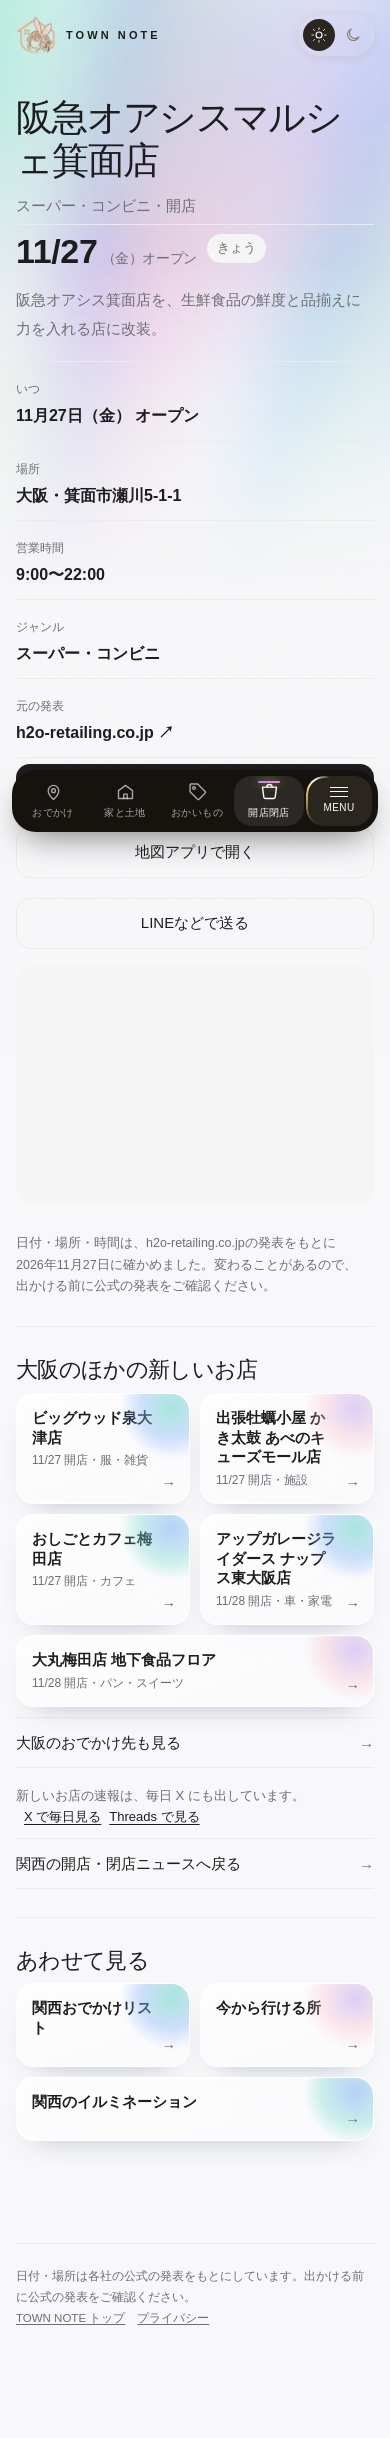 TOWN NOTE
阪急オアシスマルシ
ェ箕面店
スーパー・コンビニ・開店
11/27 （金）オープン きょう
阪急オアシス箕面店を、生鮮食品の鮮度と品揃えに
力を入れる店に改装。
いつ
11月27日（金） オープン
場所
大阪・箕面市瀬川5-1-1
営業時間
9:00〜22:00
ジャンル
スーパー・コンビニ
元の発表
h2o-retailing.co.jp ↗
おでかけ 家と土地 おかいもの 開店閉店 MENU
地図アプリで開く
LINEなどで送る
日付・場所・時間は、h2o-retailing.co.jpの発表をもとに
2026年11月27日に確かめました。変わることがあるので、
出かける前に公式の発表をご確認ください。
大阪のほかの新しいお店
ビッグウッド泉大
津店
11/27 開店・服・雑貨
→
出張牡蠣小屋 か
き太鼓 あべのキ
ューズモール店
11/27 開店・施設
→
おしごとカフェ梅
田店
11/27 開店・カフェ
→
アップガレージラ
イダース ナップ
ス東大阪店
11/28 開店・車・家電
→
大丸梅田店 地下食品フロア
11/28 開店・パン・スイーツ
→
大阪のおでかけ先も見る →
新しいお店の速報は、毎日 X にも出しています。
X で毎日見る Threads で見る
関西の開店・閉店ニュースへ戻る →
あわせて見る
関西おでかけリス
ト
→
今から行ける所
→
関西のイルミネーション
→
日付・場所は各社の公式の発表をもとにしています。出かける前
に公式の発表をご確認ください。
TOWN NOTE トップ プライバシー